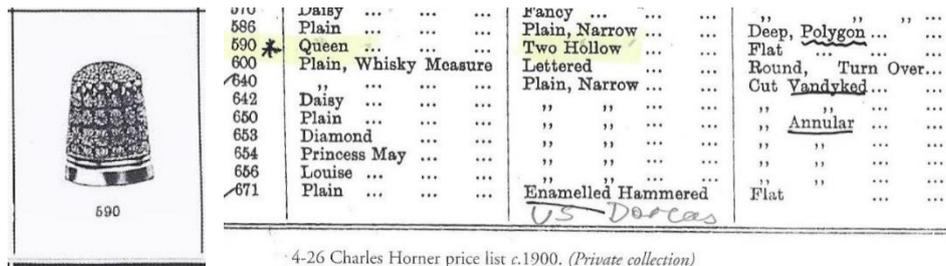 590
570 Daisy ... ... ... Fancy ... ... ... ,, ,, ,, ...
586 Plain ... ... ... Plain, Narrow ... ... Deep, Polygon ... ...
590 * Queen ... ... ... Two Hollow ... ... Flat ... ... ...
600 Plain, Whisky Measure Lettered ... ... Round, Turn Over...
640 ,, ... ... ... Plain, Narrow ... ... Cut Vandyked ... ...
642 Daisy ... ... ... ,, ,, ... ... ,, ,, ... ...
650 Plain ... ... ... ,, ,, ... ... ,, Annular ... ...
653 Diamond ... ... ,, ,, ... ... ,, ,, ... ...
654 Princess May ... ... ,, ,, ... ... ,, ,, ... ...
656 Louise ... ... ... ,, ,, ... ... ,, ,, ... ...
671 Plain ... ... ... Enamelled Hammered Flat ... ...
US Dorcas
4-26 Charles Horner price list c.1900. (Private collection)